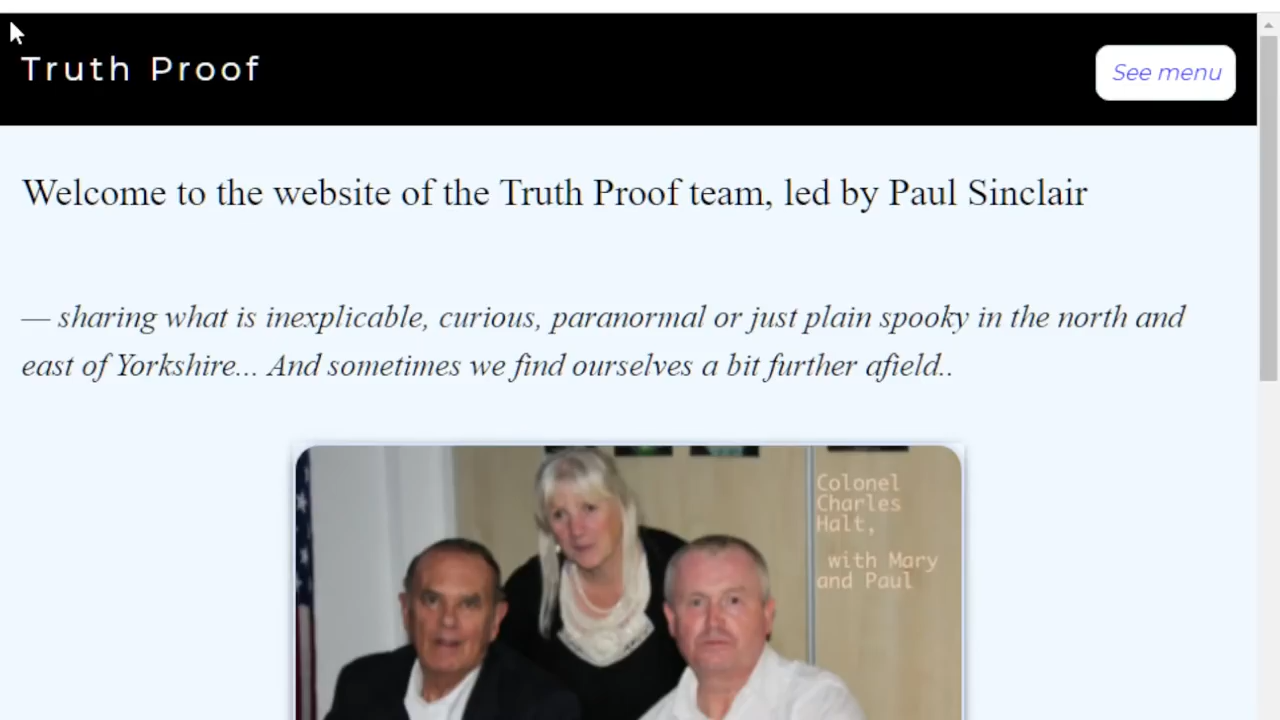 Truth Proof
See menu
Welcome to the website of the Truth Proof team, led by Paul Sinclair
— sharing what is inexplicable, curious, paranormal or just plain spooky in the north and
east of Yorkshire... And sometimes we find ourselves a bit further afield..
Colonel
Charles
Halt,
with Mary
and Paul